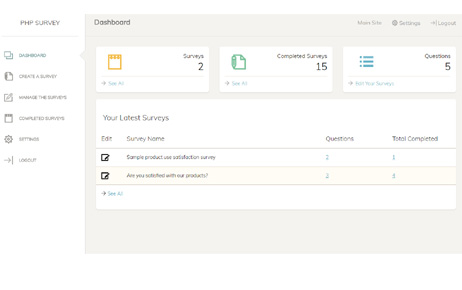 PHP SURVEY
Dashboard
Main Site Settings Logout
DASHBOARD
CREATE A SURVEY
MANAGE THE SURVEYS
COMPLETED SURVEYS
SETTINGS
LOGOUT
Surveys
2
See All
Completed Surveys
15
See All
Questions
5
Edit Your Surveys
Your Latest Surveys
Edit Survey Name Questions Total Completed
Sample product use satisfaction survey 2 1
Are you satisfied with our products? 3
See All